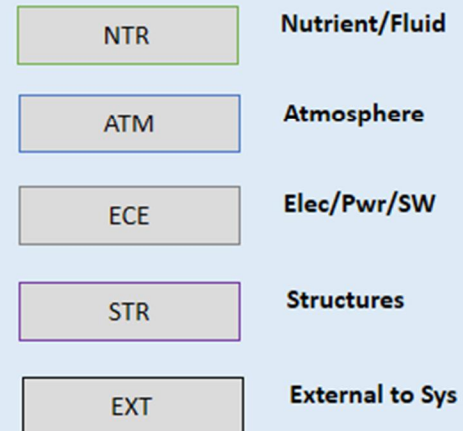 NTR Nutrient/Fluid
ATM Atmosphere
ECE Elec/Pwr/SW
STR Structures
EXT External to Sys